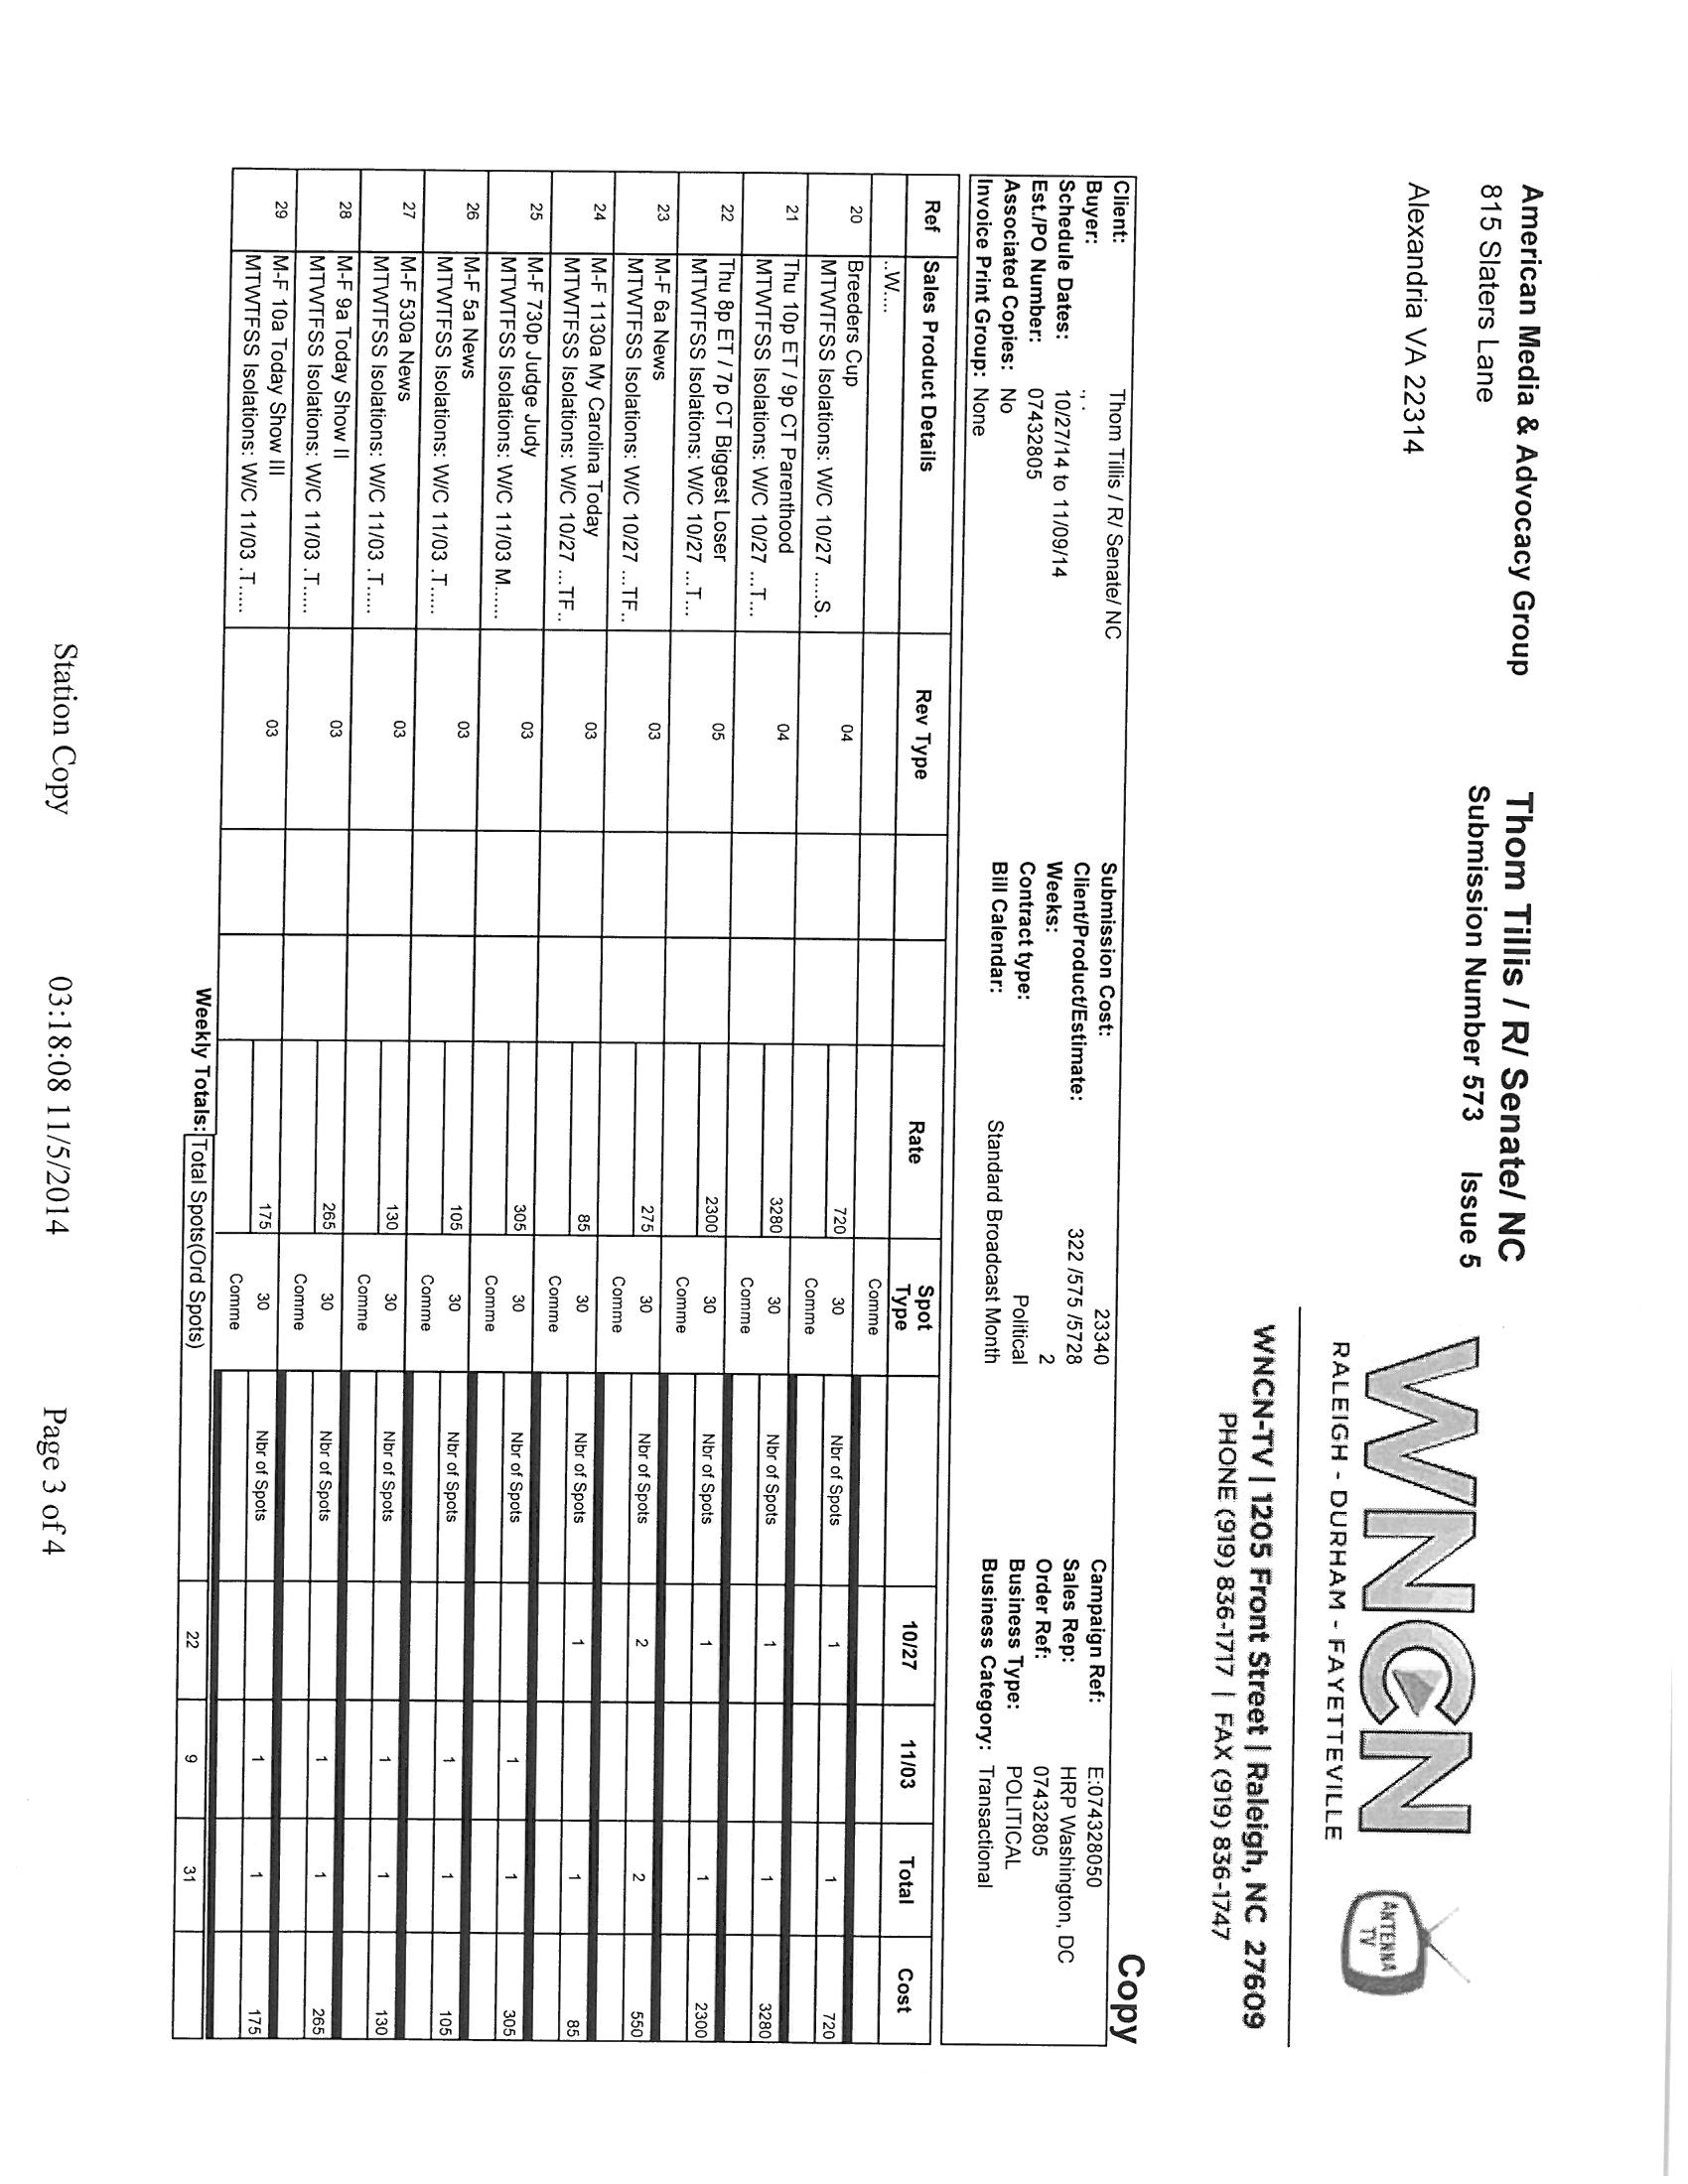 American Media & Advocacy Group
815 Slaters Lane
Alexandria VA 22314
Thom Tillis / R/ Senate/ NC
Submission Number 573 Issue 5
WNCN
RALEIGH - DURHAM - FAYETTEVILLE
ANTENNA TV
WNCN-TV | 1205 Front Street | Raleigh, NC 27609
PHONE (919) 836-1717 | FAX (919) 836-1747
Copy
Client: Thom Tillis / R/ Senate/ NC Submission Cost: 23340 Campaign Ref: E:074328050
Buyer: , . Client/Product/Estimate: 322 /575 /5728 Sales Rep: HRP Washington, DC
Schedule Dates: 10/27/14 to 11/09/14 Weeks: 2 Order Ref: 07432805
Est./PO Number: 07432805 Contract type: Political Business Type: POLITICAL
Associated Copies: No Bill Calendar: Standard Broadcast Month Business Category: Transactional
Invoice Print Group: None
Ref Sales Product Details Rev Type Rate Spot Type 10/27 11/03 Total Cost
..W.... Comme
20 Breeders Cup 04 720 30 Nbr of Spots 1 1 720
MTWTFSS Isolations: W/C 10/27 .....S. Comme
21 Thu 10p ET / 9p CT Parenthood 04 3280 30 Nbr of Spots 1 1 3280
MTWTFSS Isolations: W/C 10/27 ...T... Comme
22 Thu 8p ET / 7p CT Biggest Loser 05 2300 30 Nbr of Spots 1 1 2300
MTWTFSS Isolations: W/C 10/27 ...T... Comme
23 M-F 6a News 03 275 30 Nbr of Spots 2 2 550
MTWTFSS Isolations: W/C 10/27 ...TF.. Comme
24 M-F 1130a My Carolina Today 03 85 30 Nbr of Spots 1 1 85
MTWTFSS Isolations: W/C 10/27 ...TF.. Comme
25 M-F 730p Judge Judy 03 305 30 Nbr of Spots 1 1 305
MTWTFSS Isolations: W/C 11/03 M...... Comme
26 M-F 5a News 03 105 30 Nbr of Spots 1 1 105
MTWTFSS Isolations: W/C 11/03 .T..... Comme
27 M-F 530a News 03 130 30 Nbr of Spots 1 1 130
MTWTFSS Isolations: W/C 11/03 .T..... Comme
28 M-F 9a Today Show II 03 265 30 Nbr of Spots 1 1 265
MTWTFSS Isolations: W/C 11/03 .T..... Comme
29 M-F 10a Today Show III 03 175 30 Nbr of Spots 1 1 175
MTWTFSS Isolations: W/C 11/03 .T..... Comme
Weekly Totals: Total Spots(Ord Spots) 22 9 31
Station Copy 03:18:08 11/5/2014 Page 3 of 4